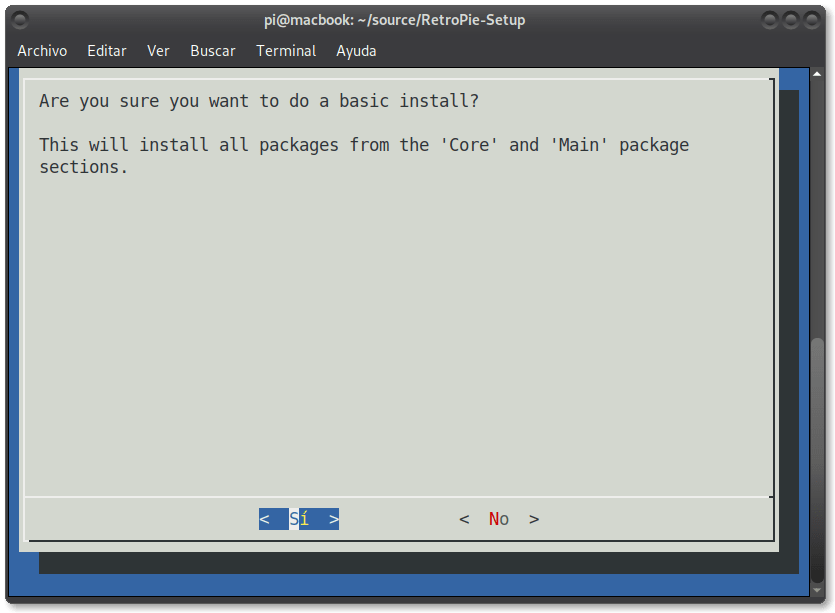 pi@macbook: ~/source/RetroPie-Setup
Archivo Editar Ver Buscar Terminal Ayuda
Are you sure you want to do a basic install?
This will install all packages from the 'Core' and 'Main' package
sections.
< Sí > < No >